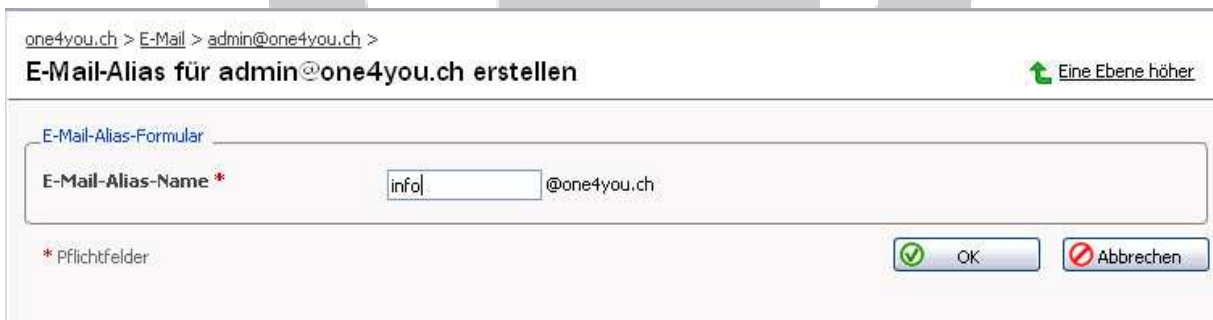 one4you.ch > E-Mail > admin@one4you.ch >
E-Mail-Alias für admin@one4you.ch erstellen
Eine Ebene höher
E-Mail-Alias-Formular
E-Mail-Alias-Name * info @one4you.ch
* Pflichtfelder
OK Abbrechen